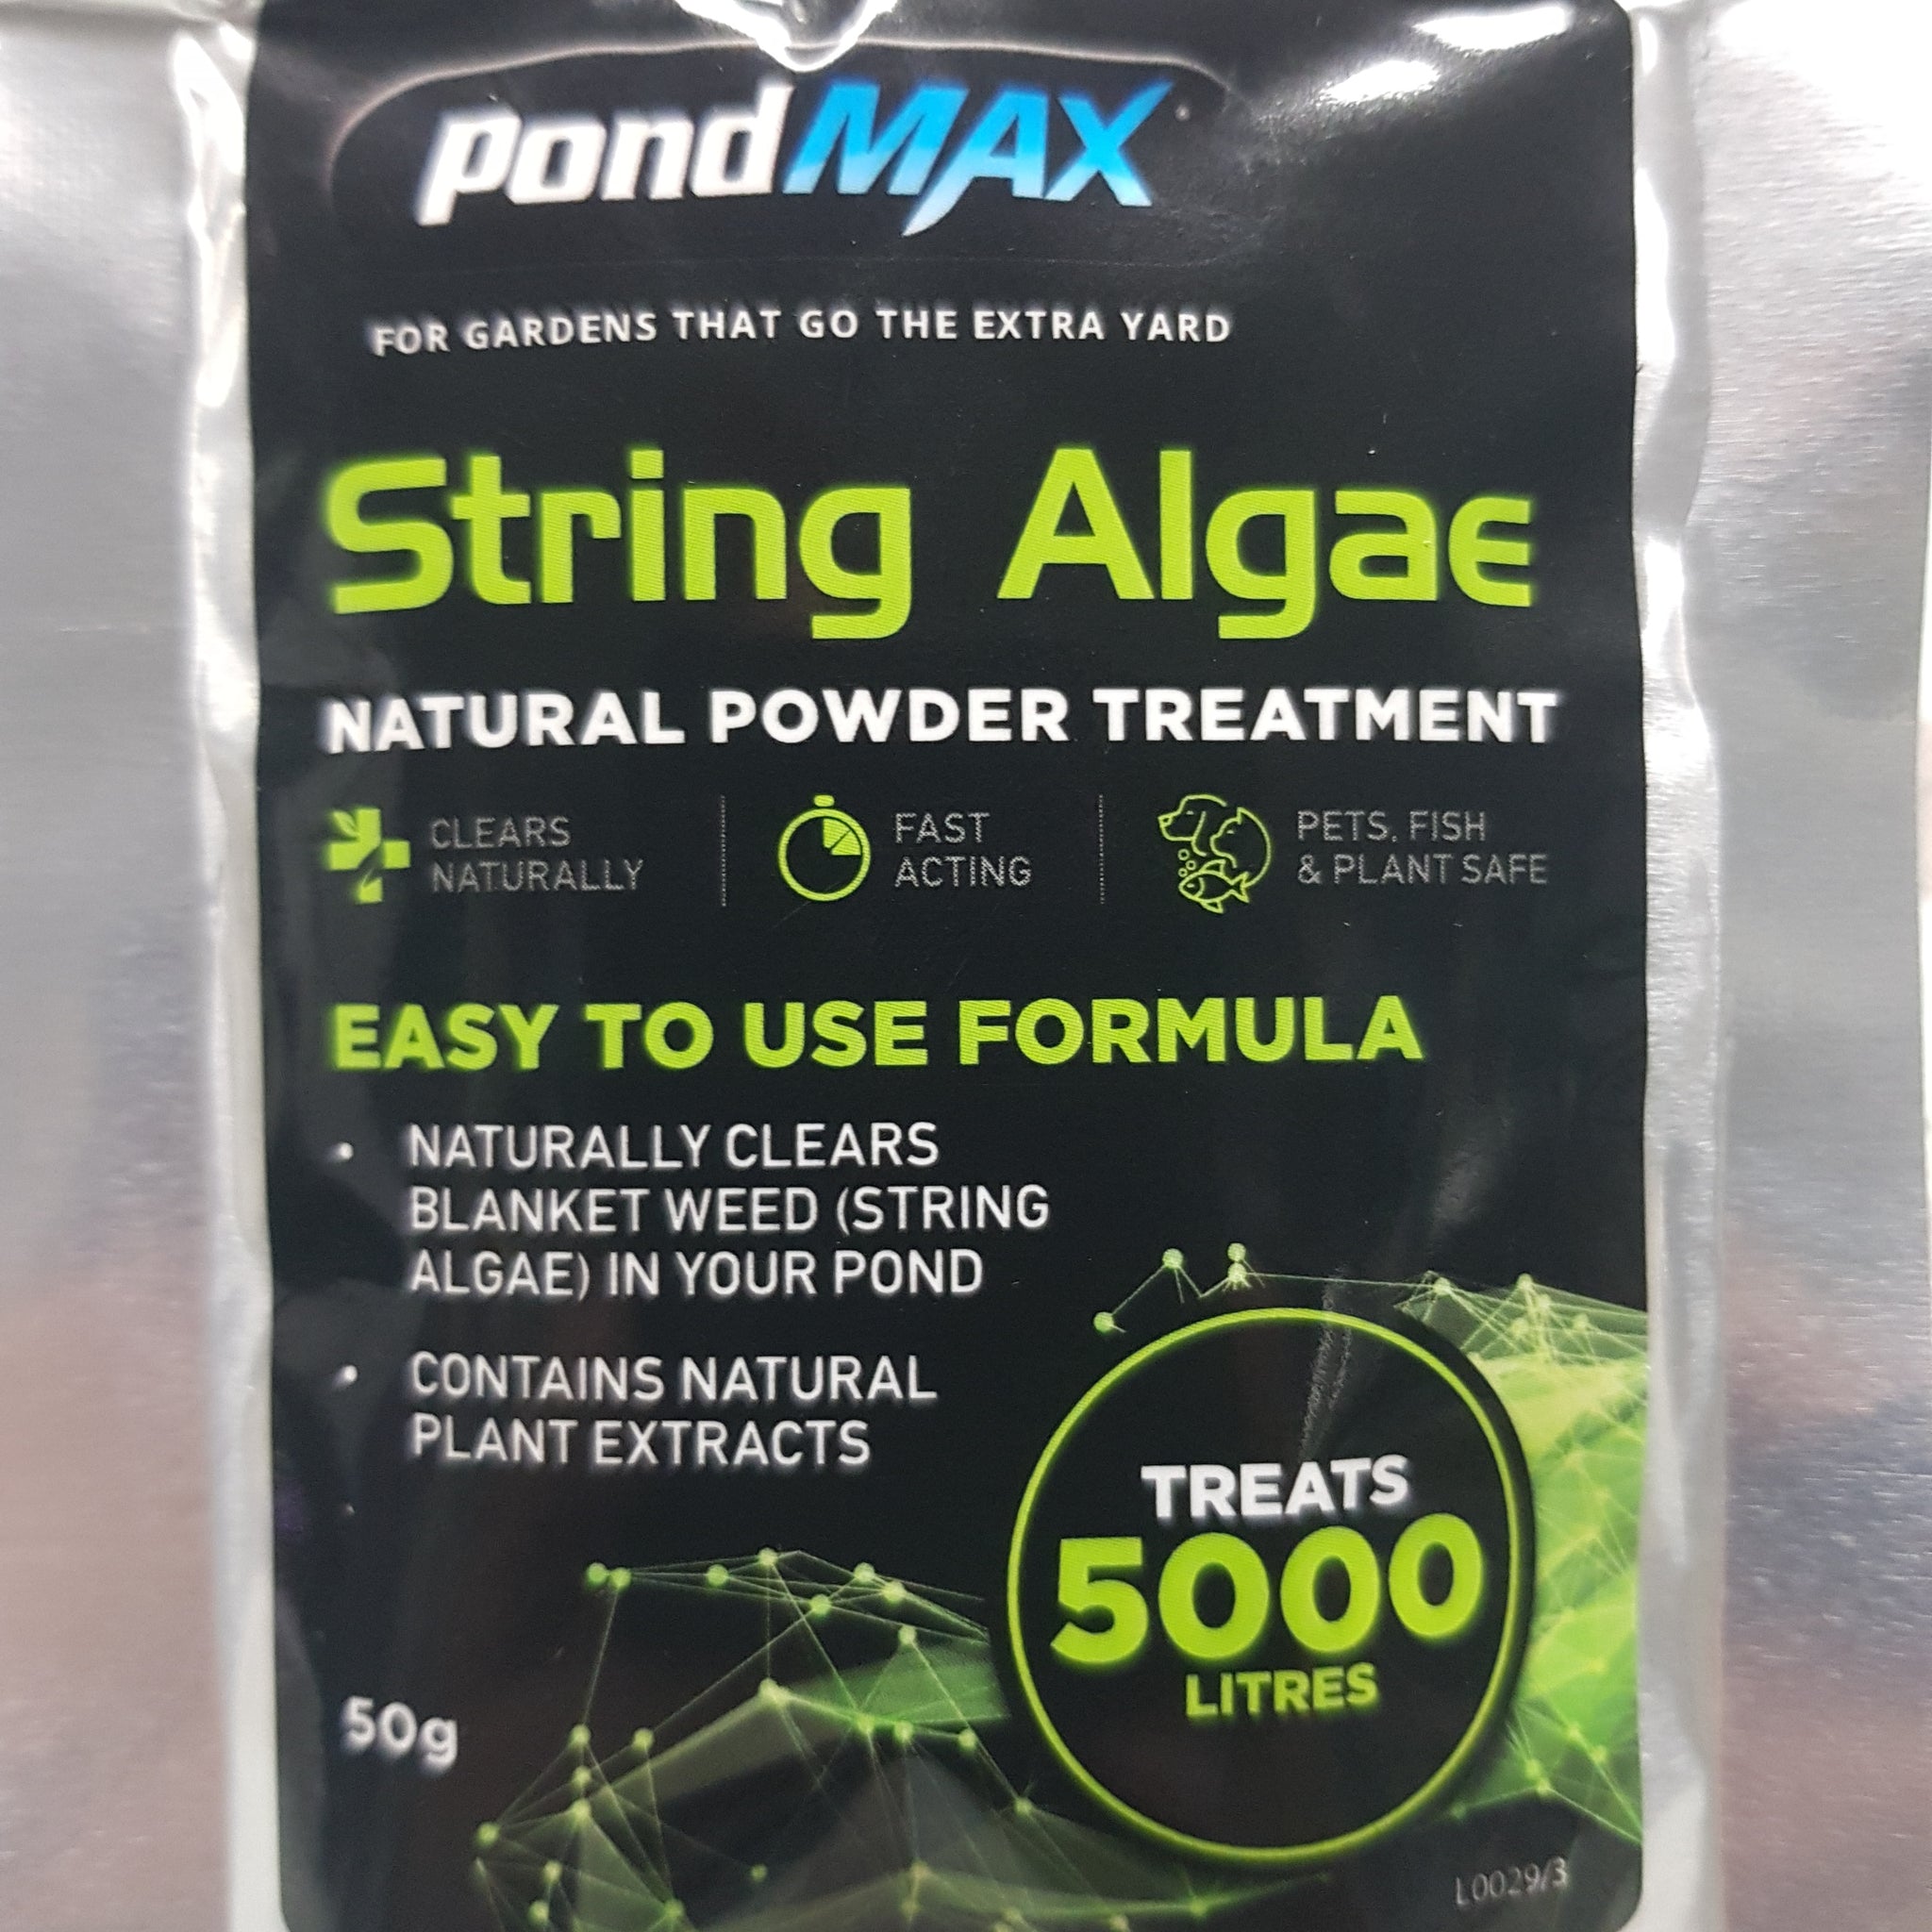 pondMAX
FOR GARDENS THAT GO THE EXTRA YARD
String Algae
NATURAL POWDER TREATMENT
CLEARS
NATURALLY
FAST
ACTING
PETS, FISH
& PLANT SAFE
EASY TO USE FORMULA
• NATURALLY CLEARS
BLANKET WEED (STRING
ALGAE) IN YOUR POND
• CONTAINS NATURAL
PLANT EXTRACTS
•
TREATS
5000
LITRES
50g
L0029/3